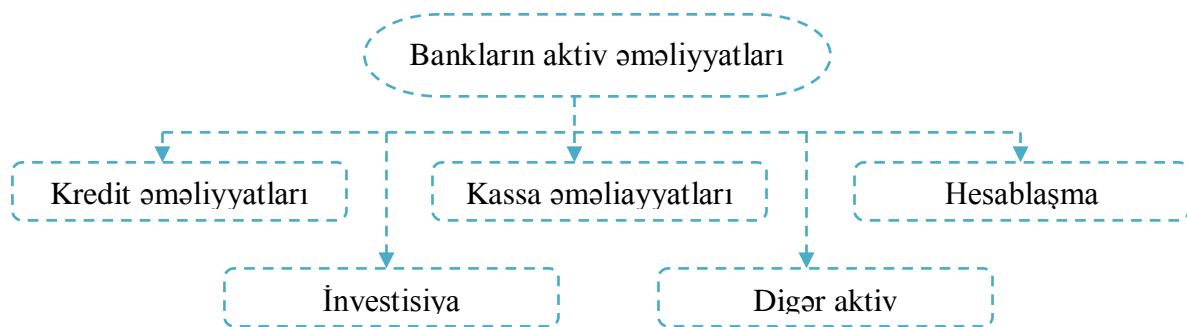 Bankların aktiv əməliyyatları
Kredit əməliyyatları
Kassa əməliayyatları
Hesablaşma
İnvestisiya
Digər aktiv